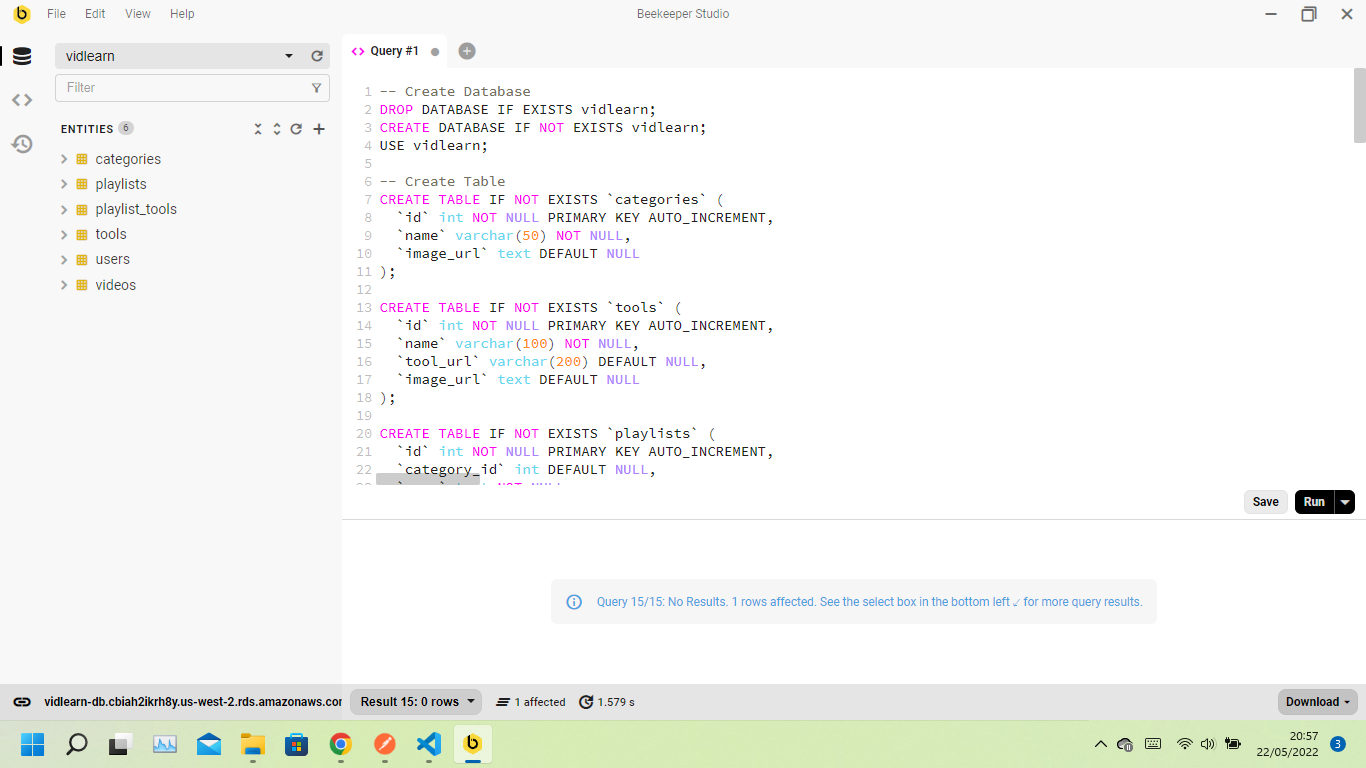 File Edit View Help
Beekeeper Studio
vidlearn
Filter
ENTITIES 6
categories
playlists
playlist_tools
tools
users
videos
Query #1
1 -- Create Database
2 DROP DATABASE IF EXISTS vidlearn;
3 CREATE DATABASE IF NOT EXISTS vidlearn;
4 USE vidlearn;
5
6 -- Create Table
7 CREATE TABLE IF NOT EXISTS `categories` (
8 `id` int NOT NULL PRIMARY KEY AUTO_INCREMENT,
9 `name` varchar(50) NOT NULL,
10 `image_url` text DEFAULT NULL
11 );
12
13 CREATE TABLE IF NOT EXISTS `tools` (
14 `id` int NOT NULL PRIMARY KEY AUTO_INCREMENT,
15 `name` varchar(100) NOT NULL,
16 `tool_url` varchar(200) DEFAULT NULL,
17 `image_url` text DEFAULT NULL
18 );
19
20 CREATE TABLE IF NOT EXISTS `playlists` (
21 `id` int NOT NULL PRIMARY KEY AUTO_INCREMENT,
22 `category_id` int DEFAULT NULL,
Save Run
Query 15/15: No Results. 1 rows affected. See the select box in the bottom left ↙ for more query results.
vidlearn-db.cbiah2ikrh8y.us-west-2.rds.amazonaws.cor
Result 15: 0 rows
1 affected
1.579 s
Download
20:57
22/05/2022
3